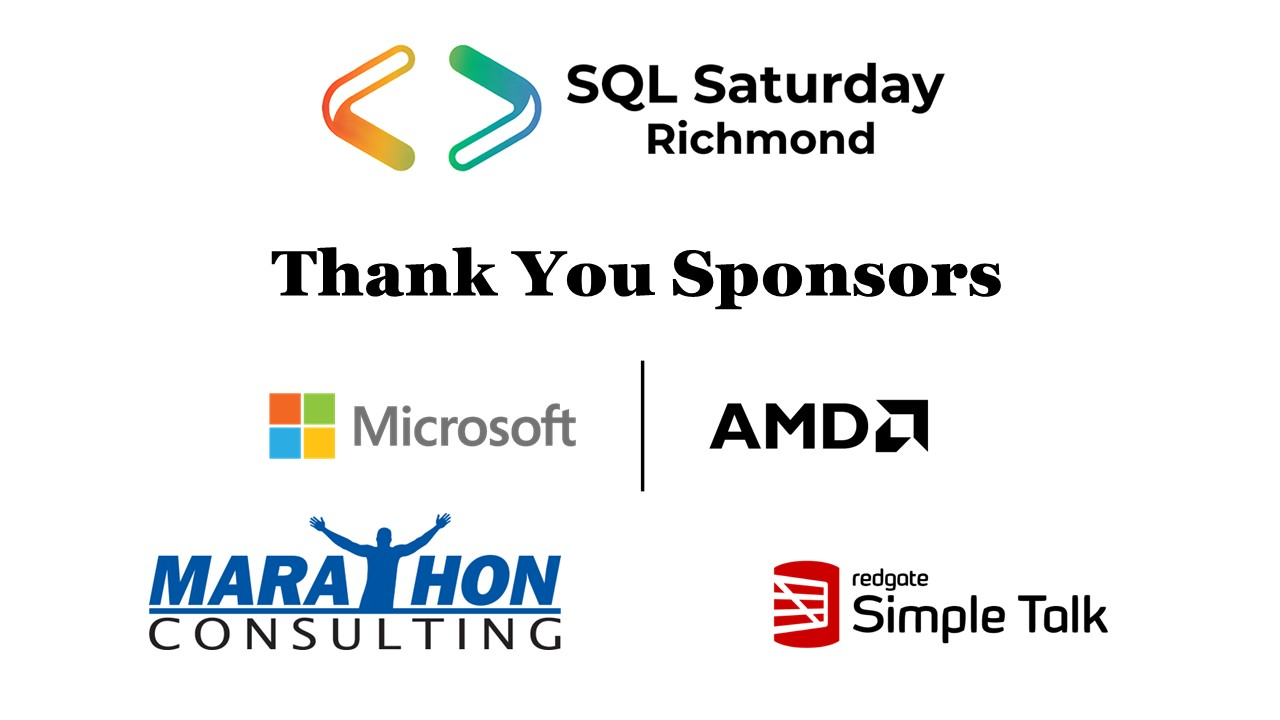 SQL Saturday
Richmond
Thank You Sponsors
Microsoft
AMD
MARATHON
CONSULTING
redgate
Simple Talk